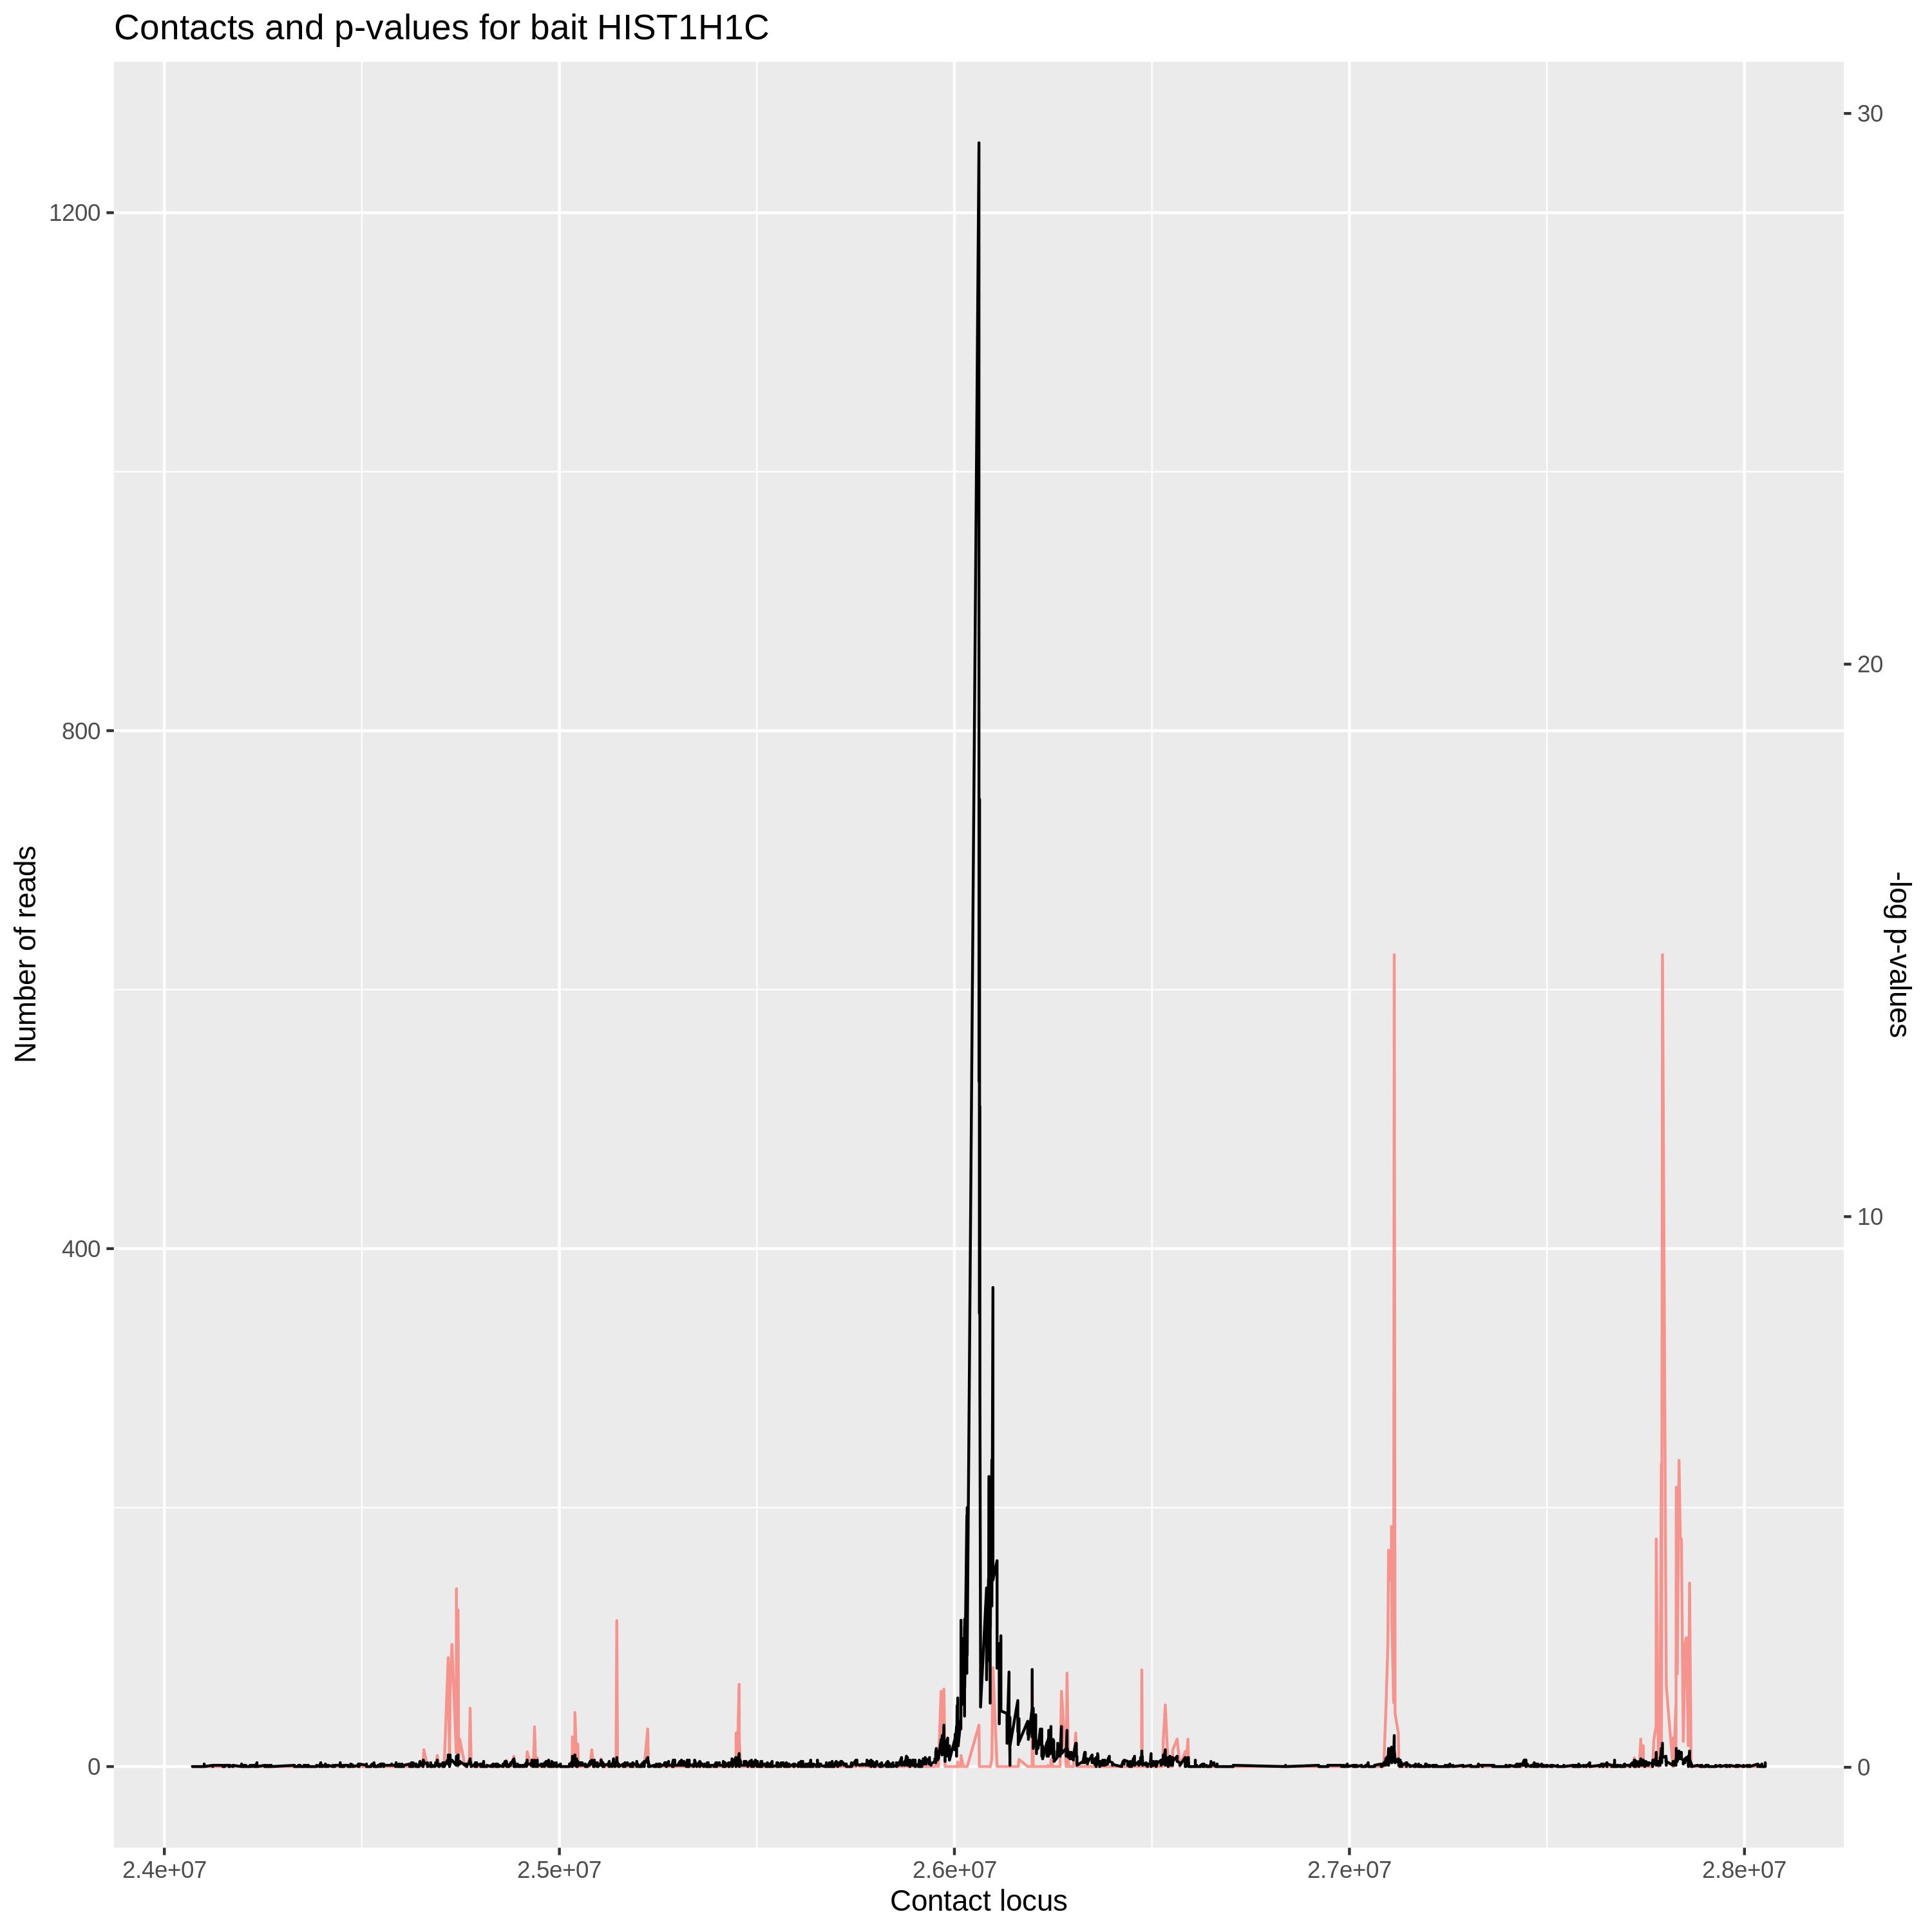 Contacts and p-values for bait HIST1H1C
Number of reads
1200
800
400
0
30
20
10
0
-log p-values
2.4e+07
2.5e+07
2.6e+07
2.7e+07
2.8e+07
Contact locus